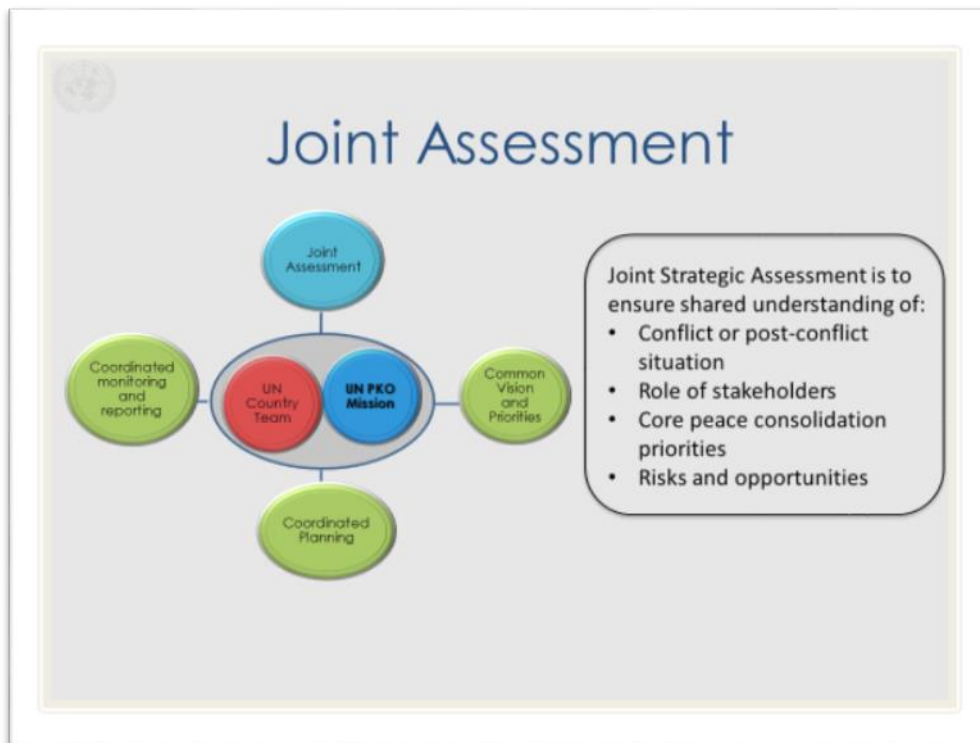 Joint Assessment
Joint
Assessment
Coordinated
monitoring
and
reporting
UN
Country
Team
UN PKO
Mission
Common
Vision
and
Priorities
Coordinated
Planning
Joint Strategic Assessment is to
ensure shared understanding of:
• Conflict or post-conflict
situation
• Role of stakeholders
• Core peace consolidation
priorities
• Risks and opportunities